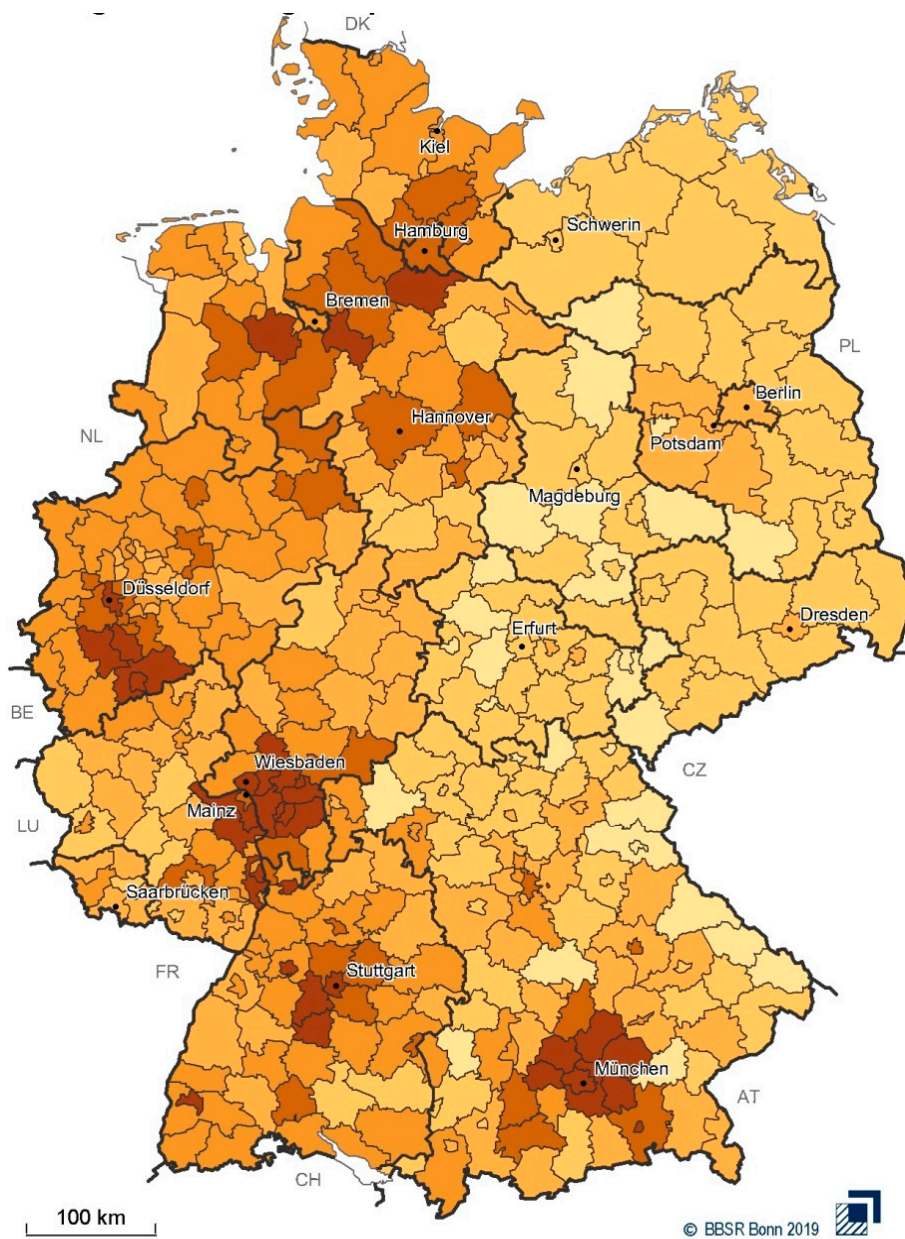 DK
Kiel
Schwerin
Hamburg
Bremen
PL
Berlin
Hannover
NL
Potsdam
Magdeburg
Düsseldorf
Dresden
Erfurt
BE
Wiesbaden
CZ
Mainz
LU
Saarbrücken
FR
Stuttgart
München
AT
CH
100 km
© BBSR Bonn 2019